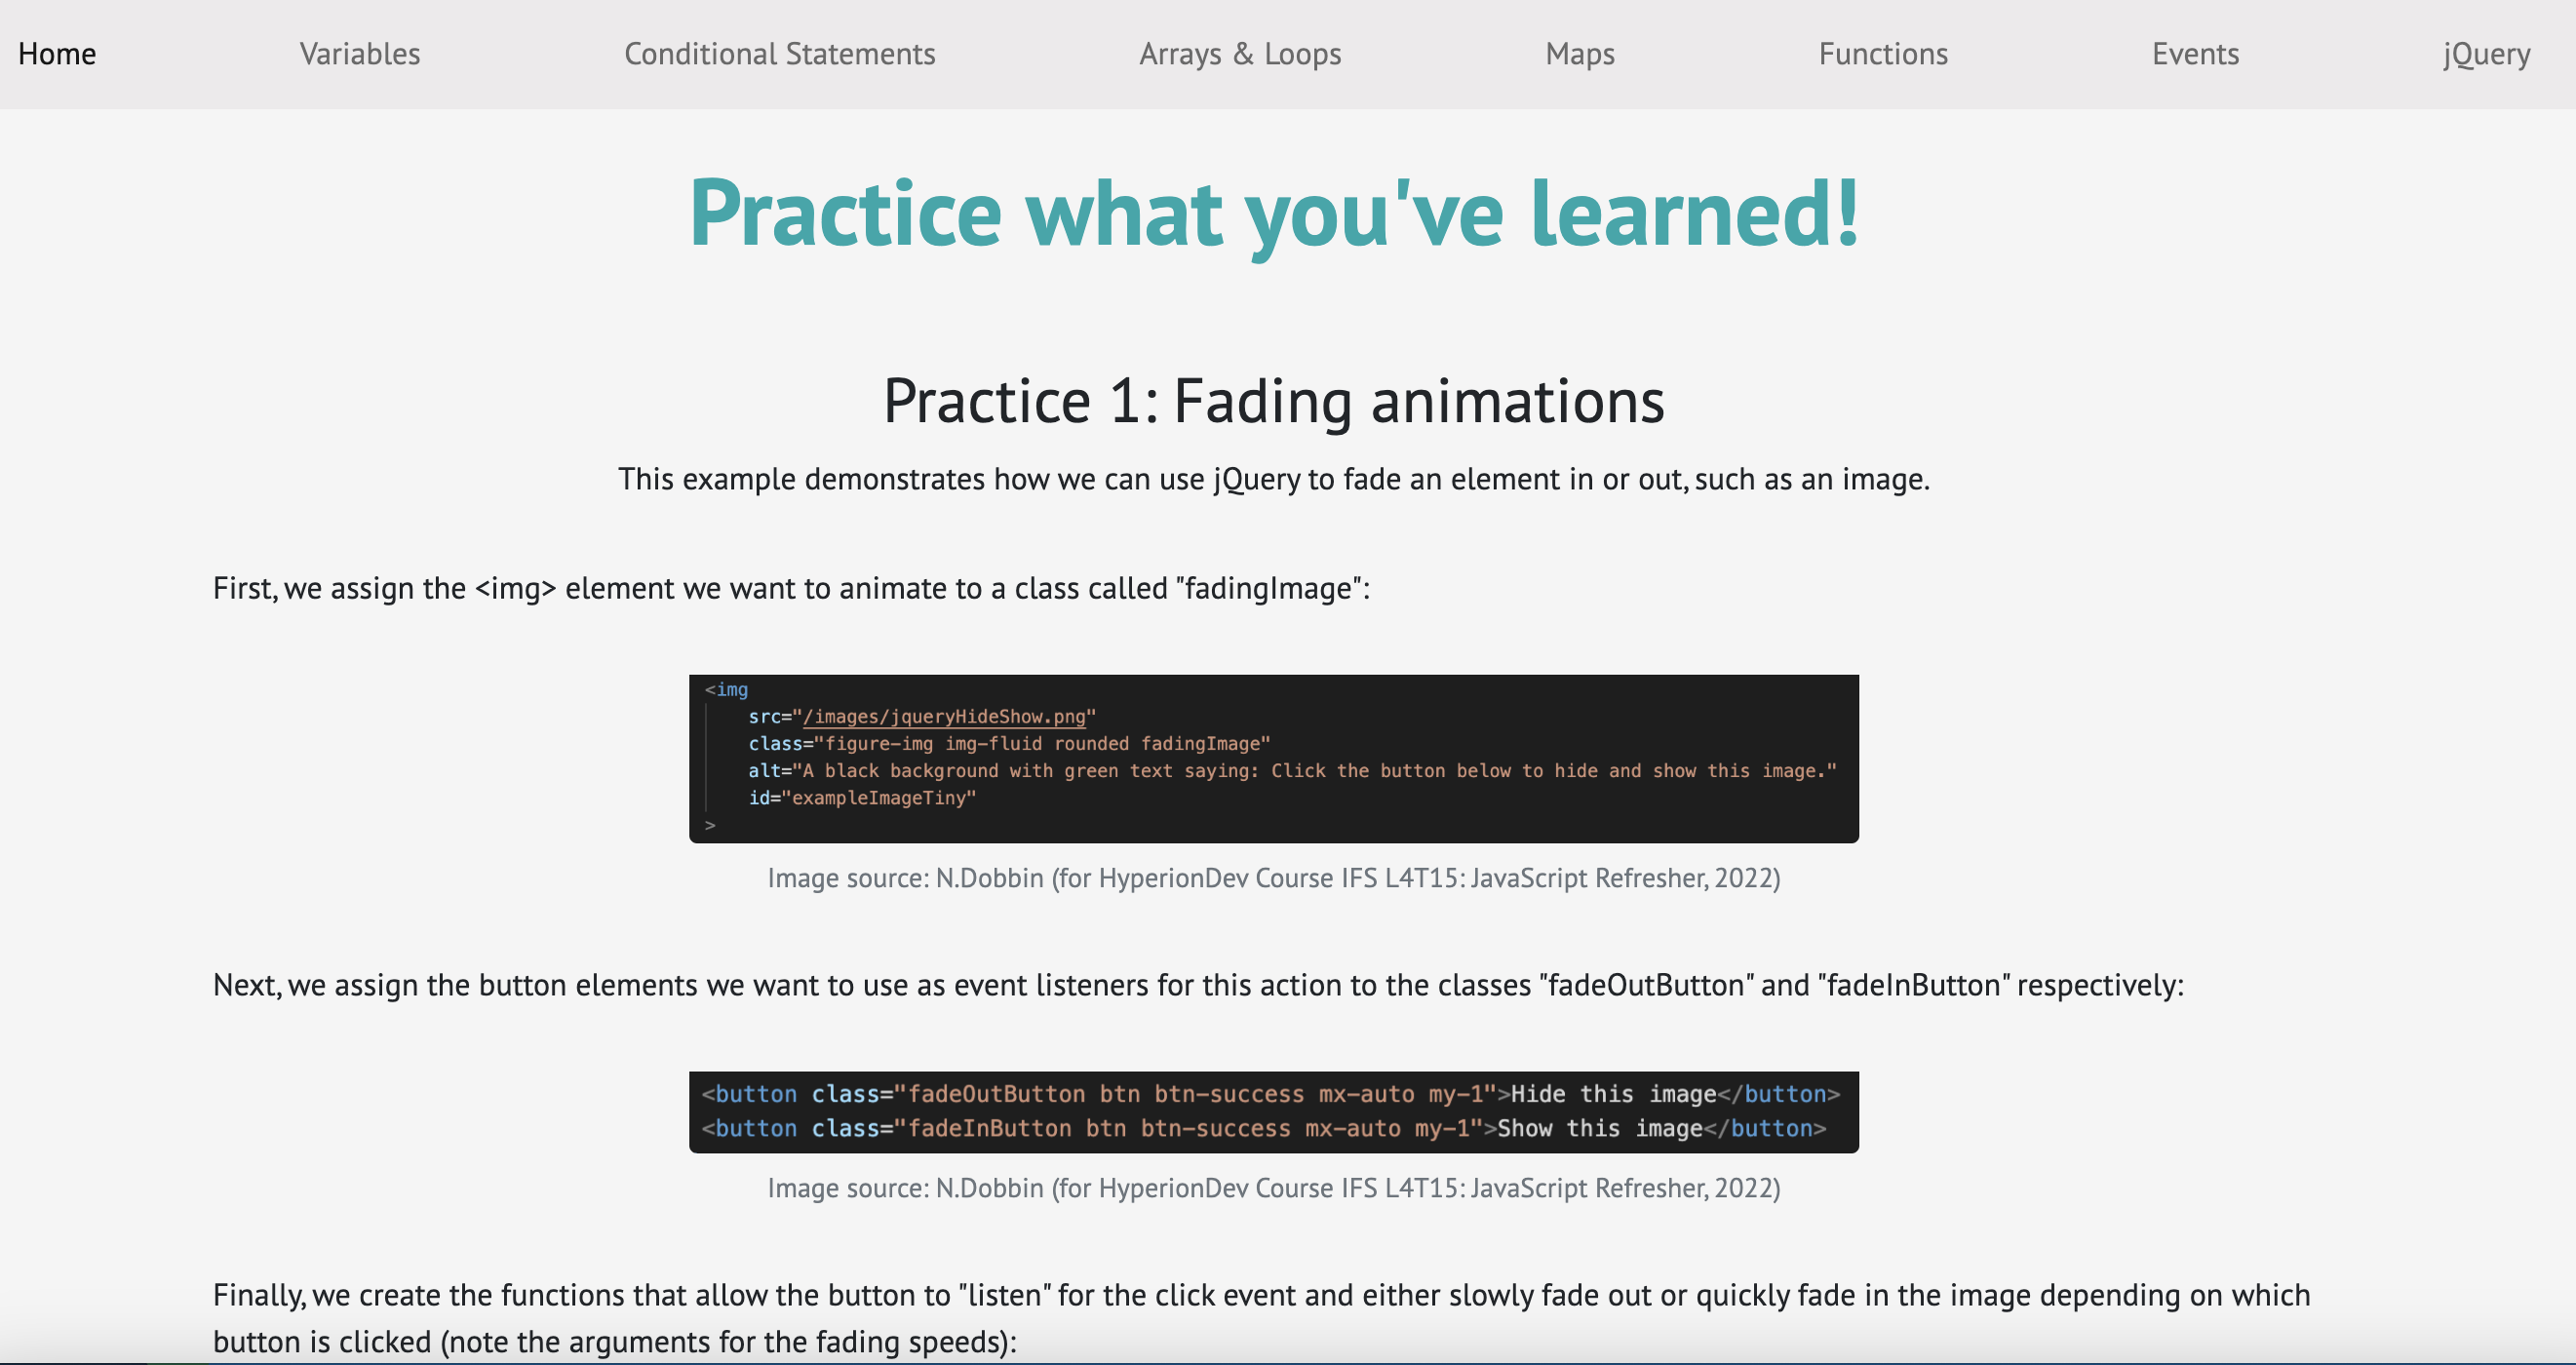 Home Variables Conditional Statements Arrays & Loops Maps Functions Events jQuery
Practice what you've learned!
Practice 1: Fading animations
This example demonstrates how we can use jQuery to fade an element in or out, such as an image.
First, we assign the <img> element we want to animate to a class called "fadingImage":
<img
src="/images/jqueryHideShow.png"
class="figure-img img-fluid rounded fadingImage"
alt="A black background with green text saying: Click the button below to hide and show this image."
id="exampleImageTiny"
>
Image source: N.Dobbin (for HyperionDev Course IFS L4T15: JavaScript Refresher, 2022)
Next, we assign the button elements we want to use as event listeners for this action to the classes "fadeOutButton" and "fadeInButton" respectively:
<button class="fadeOutButton btn btn-success mx-auto my-1">Hide this image</button>
<button class="fadeInButton btn btn-success mx-auto my-1">Show this image</button>
Image source: N.Dobbin (for HyperionDev Course IFS L4T15: JavaScript Refresher, 2022)
Finally, we create the functions that allow the button to "listen" for the click event and either slowly fade out or quickly fade in the image depending on which
button is clicked (note the arguments for the fading speeds):